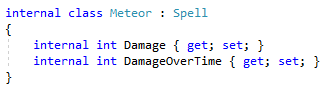 internal class Meteor : Spell
{
    internal int Damage { get; set; }
    internal int DamageOverTime { get; set; }
}